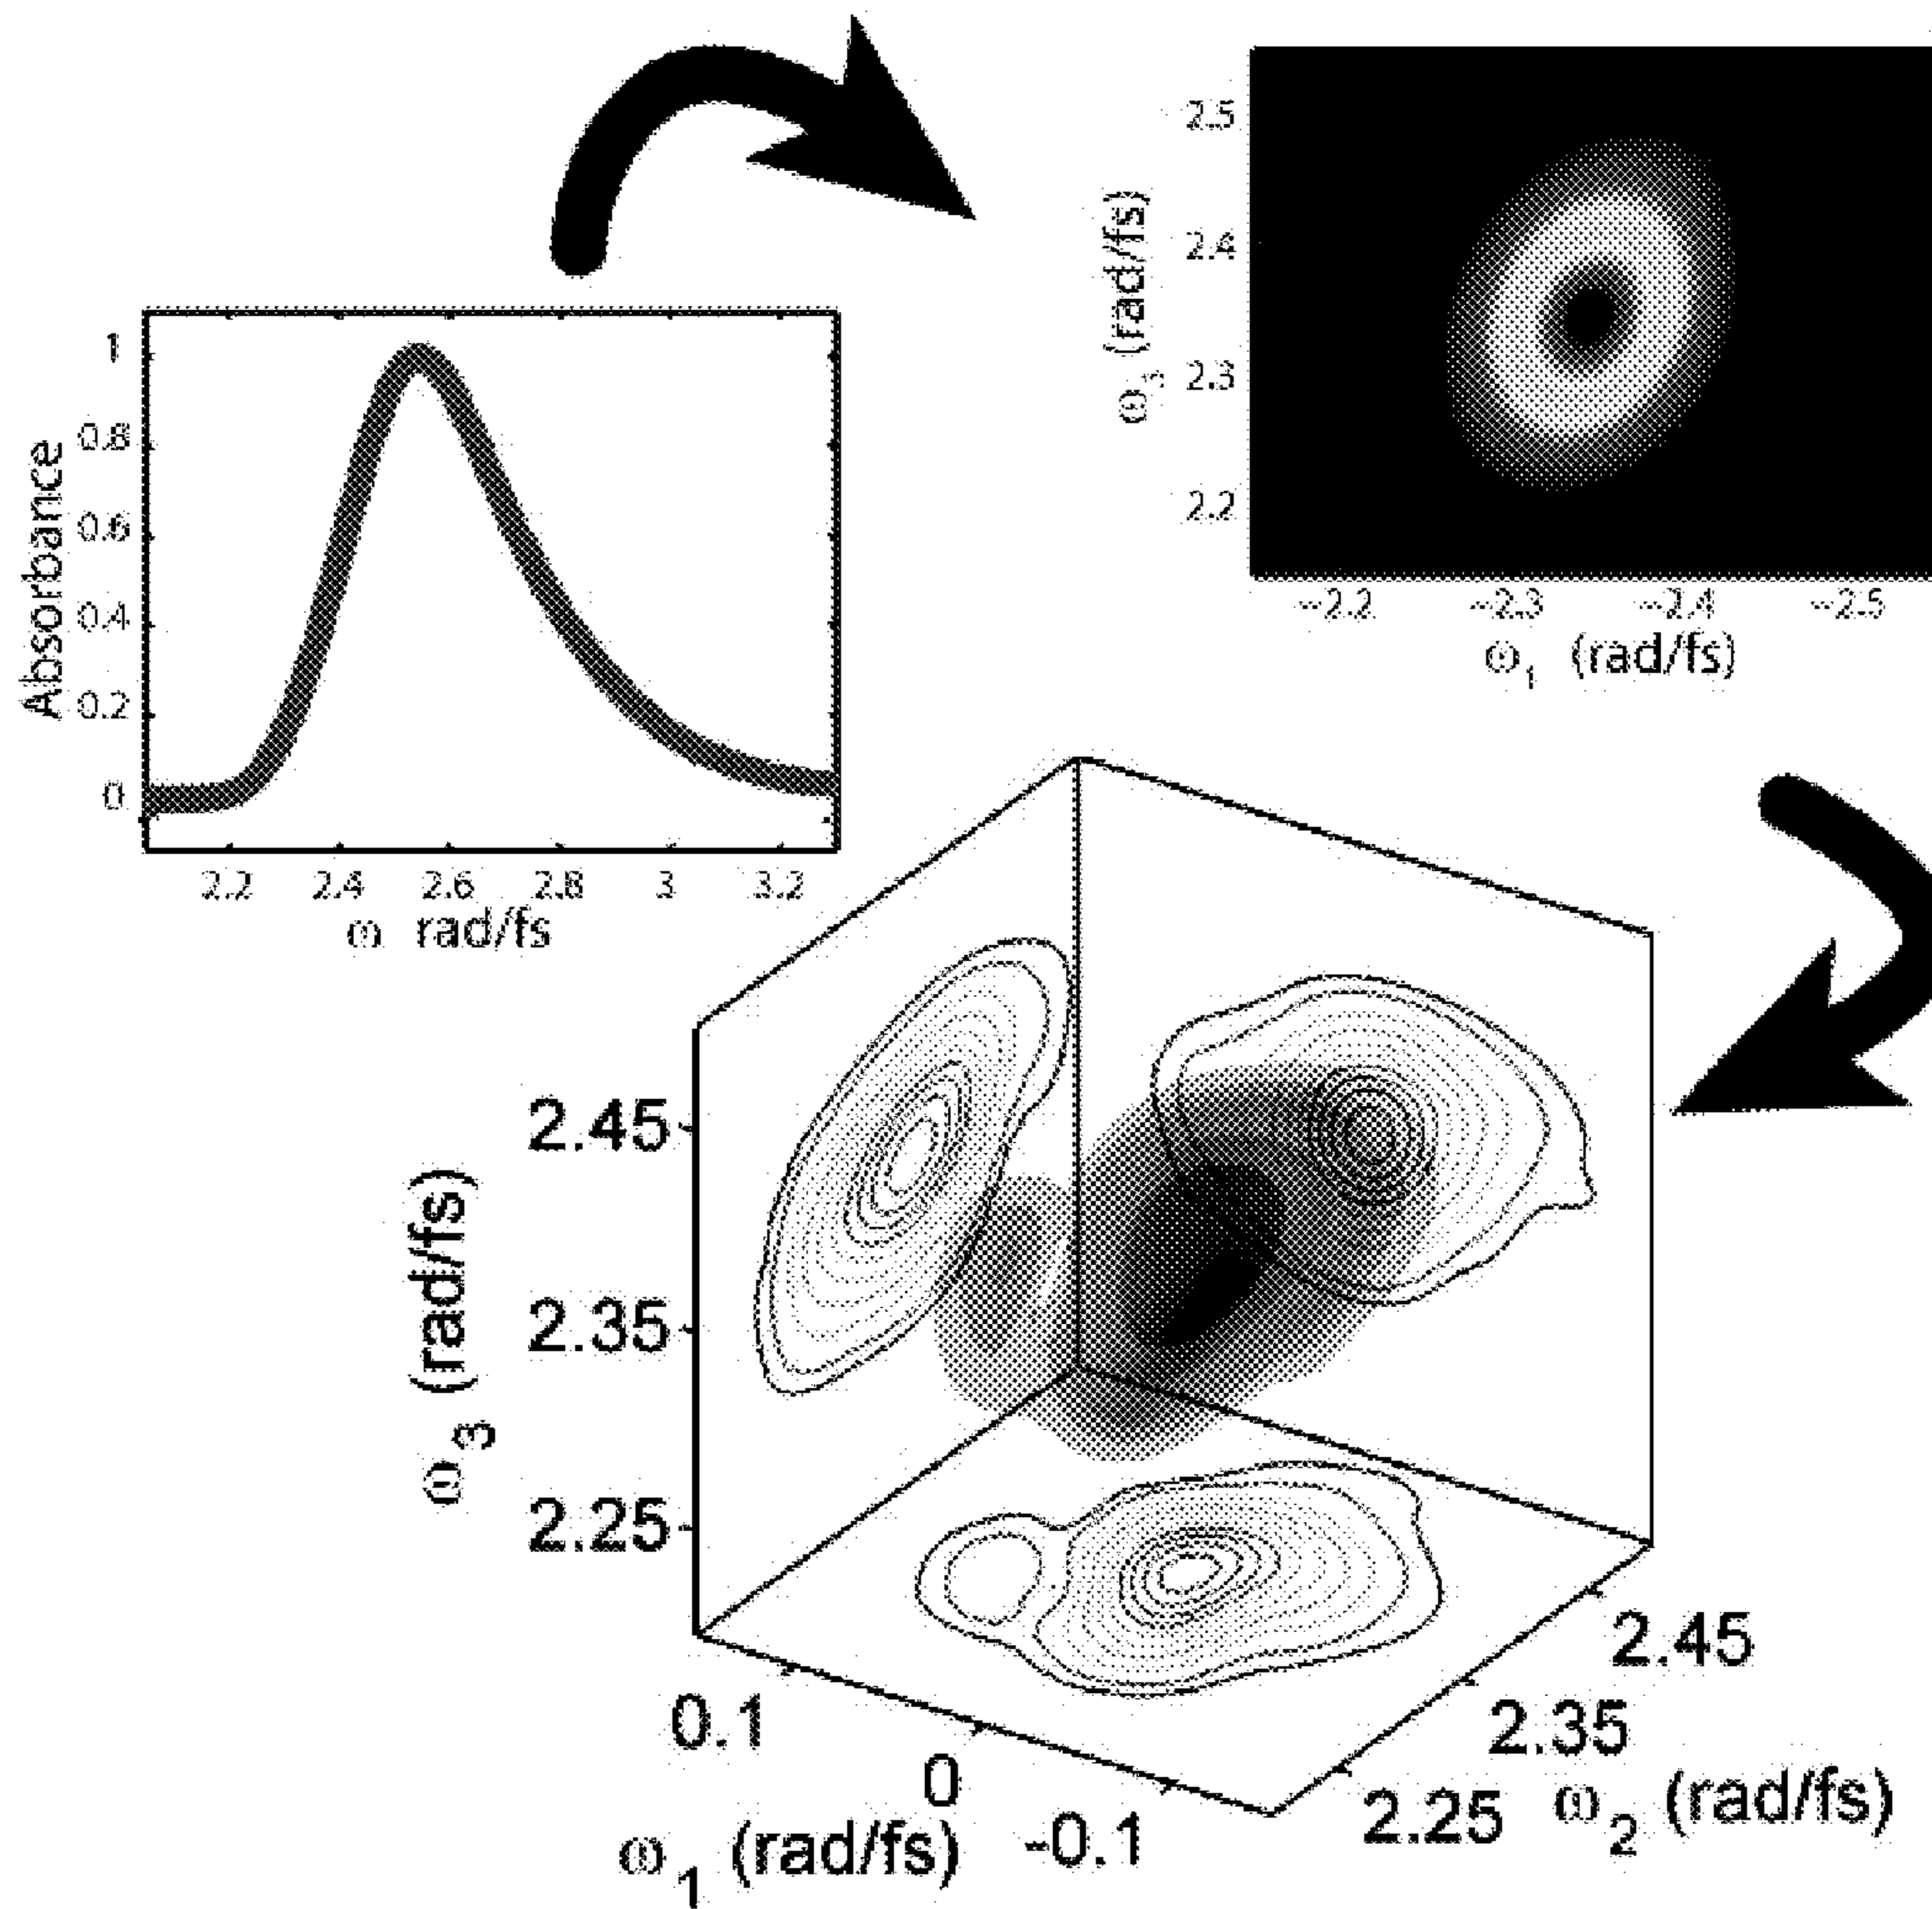 Absorbance
1
0.8
0.6
0.4
0.2
0
2.2 2.4 2.6 2.8 3 3.2
ω rad/fs
ω3 (rad/fs)
2.5
2.4
2.3
2.2
-2.2 -2.3 -2.4 -2.5
ω1 (rad/fs)
ω3 (rad/fs)
2.45
2.35
2.25
0.1
0
-0.1
ω1 (rad/fs)
2.45
2.35
2.25
ω2 (rad/fs)